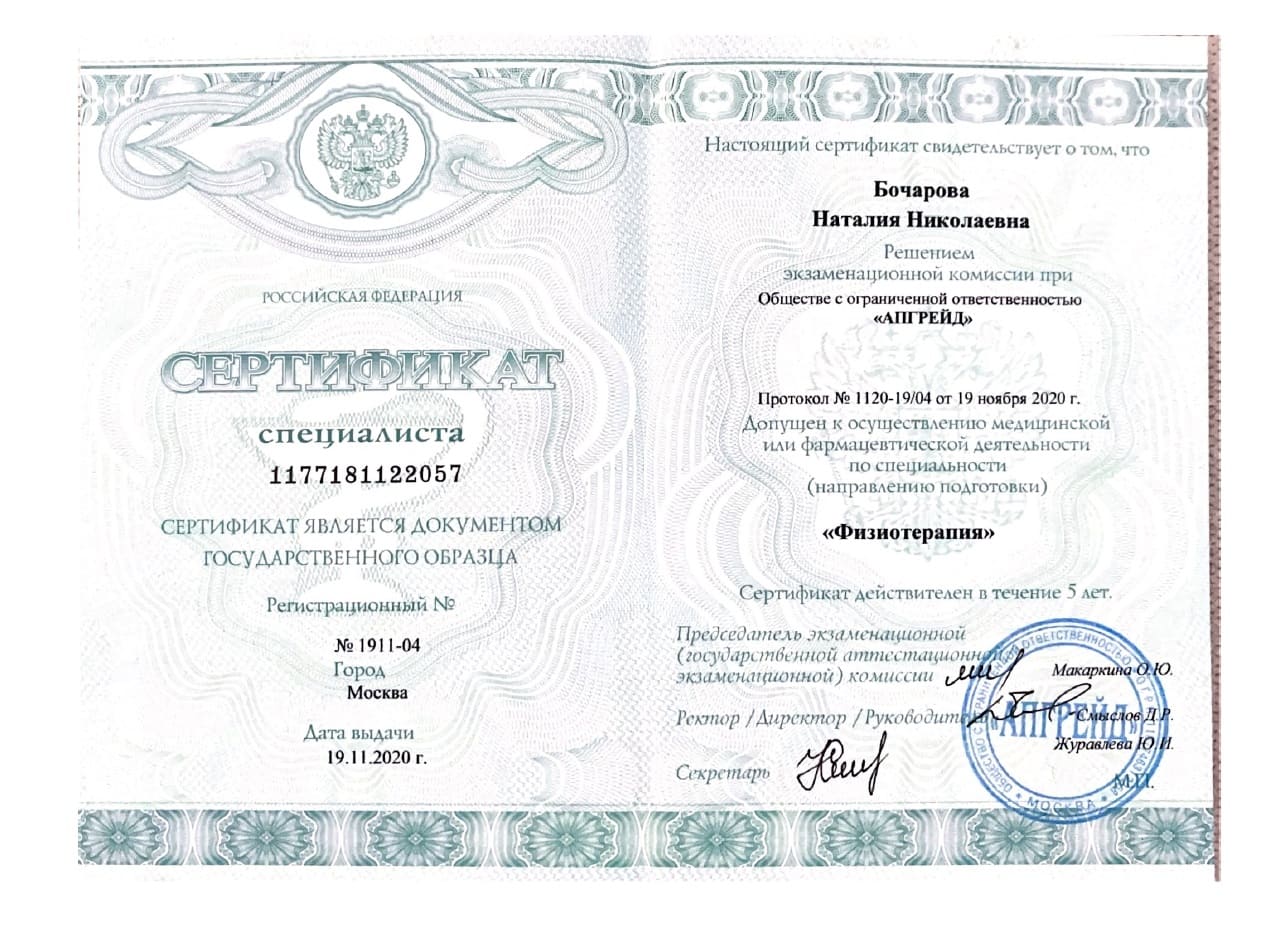 РОССИЙСКАЯ ФЕДЕРАЦИЯ
СЕРТИФИКАТ
специалиста
1177181122057
СЕРТИФИКАТ ЯВЛЯЕТСЯ ДОКУМЕНТОМ
ГОСУДАРСТВЕННОГО ОБРАЗЦА
Регистрационный №
№ 1911-04
Город
Москва
Дата выдачи
19.11.2020 г.
Настоящий сертификат свидетельствует о том, что
Бочарова
Наталия Николаевна
Решением
экзаменационной комиссии при
Обществе с ограниченной ответственностью
«АПГРЕЙД»
Протокол № 1120-19/04 от 19 ноября 2020 г.
Допущен к осуществлению медицинской
или фармацевтической деятельности
по специальности
(направлению подготовки)
«Физиотерапия»
Сертификат действителен в течение 5 лет.
Председатель экзаменационной
(государственной аттестационной,
экзаменационной) комиссии
Макаркина О.Ю.
Ректор /Директор /Руководитель
Смыслов Д.Р.
Журавлева Ю.И.
Секретарь
М.П.
«АПГРЕЙД»
ОБЩЕСТВО С ОГРАНИЧЕННОЙ ОТВЕТСТВЕННОСТЬЮ
МОСКВА